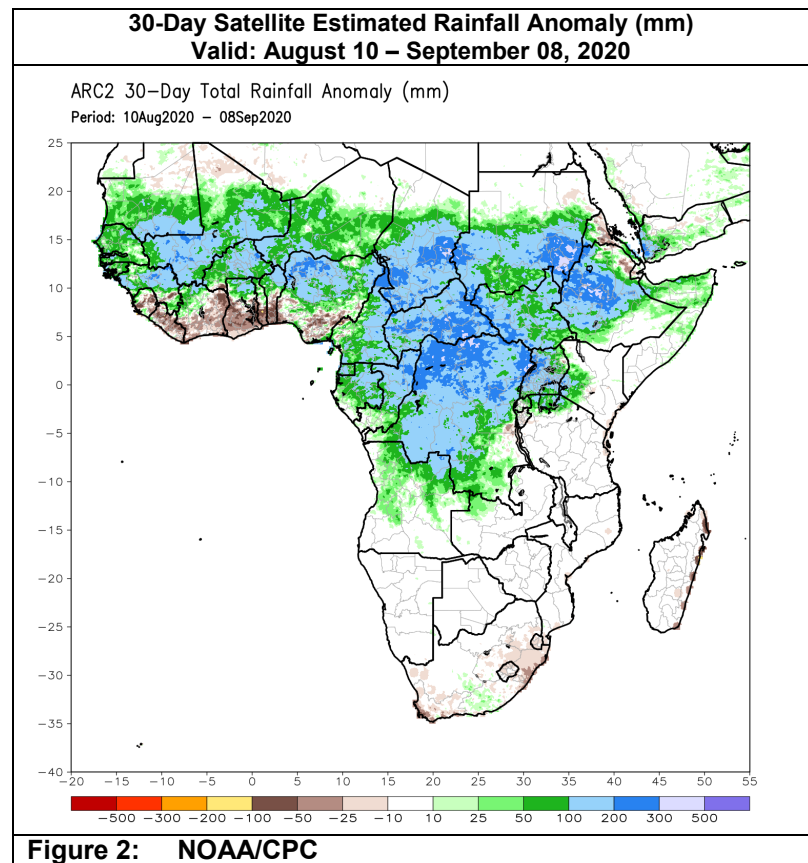 30-Day Satellite Estimated Rainfall Anomaly (mm)
Valid: August 10 – September 08, 2020
ARC2 30-Day Total Rainfall Anomaly (mm)
Period: 10Aug2020 – 08Sep2020
25
20
15
10
5
0
-5
-10
-15
-20
-25
-30
-35
-40
-20 -15 -10 -5 0 5 10 15 20 25 30 35 40 45 50 55
-500 -300 -200 -100 -50 -25 -10 10 25 50 100 200 300 500
Figure 2: NOAA/CPC